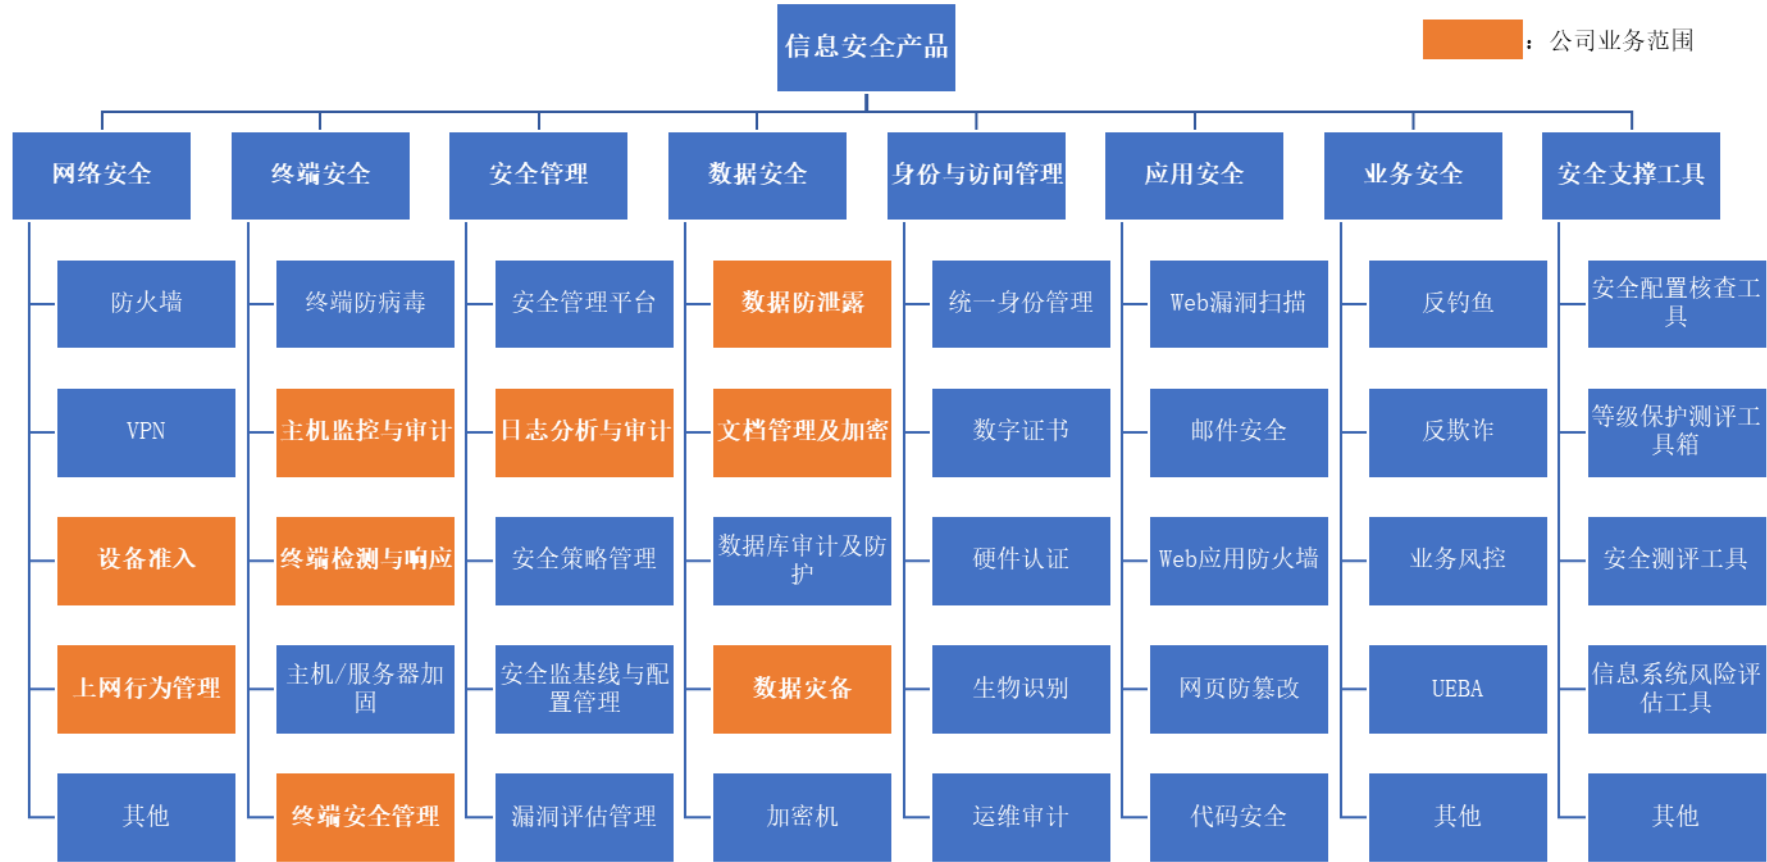 信息安全产品
：公司业务范围
网络安全
终端安全
安全管理
数据安全
身份与访问管理
应用安全
业务安全
安全支撑工具
防火墙
终端防病毒
安全管理平台
数据防泄露
统一身份管理
Web漏洞扫描
反钓鱼
安全配置核查工
具
VPN
主机监控与审计
日志分析与审计
文档管理及加密
数字证书
邮件安全
反欺诈
等级保护测评工
具箱
设备准入
终端检测与响应
安全策略管理
数据库审计及防
护
硬件认证
Web应用防火墙
业务风控
安全测评工具
上网行为管理
主机/服务器加
固
安全监基线与配
置管理
数据灾备
生物识别
网页防篡改
UEBA
信息系统风险评
估工具
其他
终端安全管理
漏洞评估管理
加密机
运维审计
代码安全
其他
其他